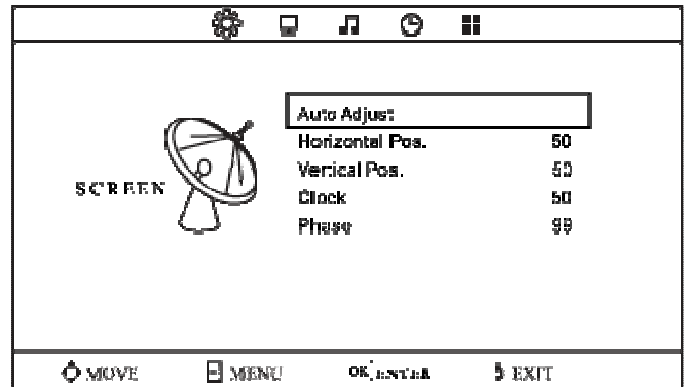 Auto Adjust
Horizontal Pos. 50
Vertical Pos. 50
SCREEN
Clock 50
Phase 99
MOVE MENU OK ENTER EXIT